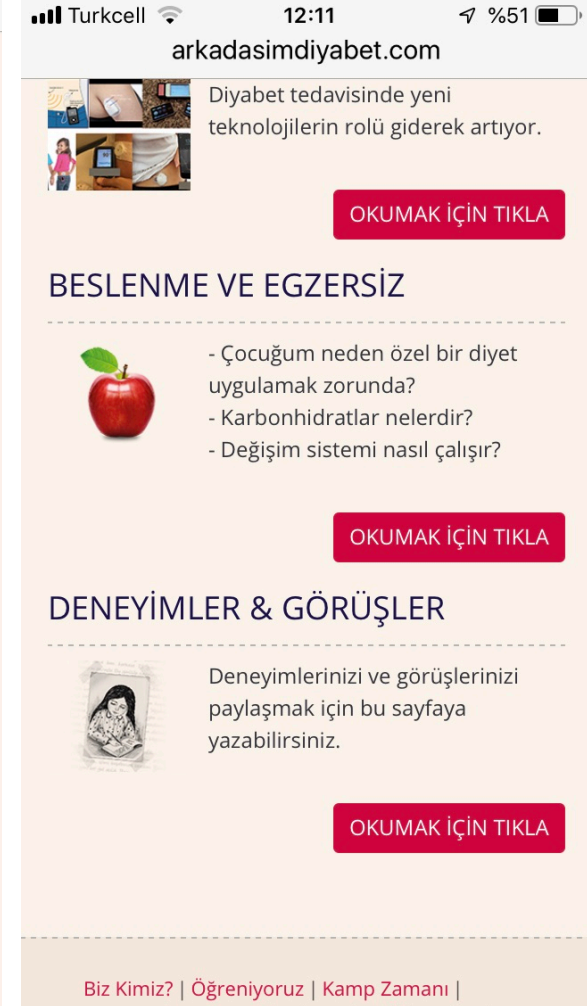 Turkcell 12:11 %51
arkadasimdiyabet.com
Diyabet tedavisinde yeni
teknolojilerin rolü giderek artıyor.
OKUMAK İÇİN TIKLA
BESLENME VE EGZERSİZ
- Çocuğum neden özel bir diyet
uygulamak zorunda?
- Karbonhidratlar nelerdir?
- Değişim sistemi nasıl çalışır?
OKUMAK İÇİN TIKLA
DENEYİMLER & GÖRÜŞLER
Deneyimlerinizi ve görüşlerinizi
paylaşmak için bu sayfaya
yazabilirsiniz.
OKUMAK İÇİN TIKLA
Biz Kimiz? | Öğreniyoruz | Kamp Zamanı |